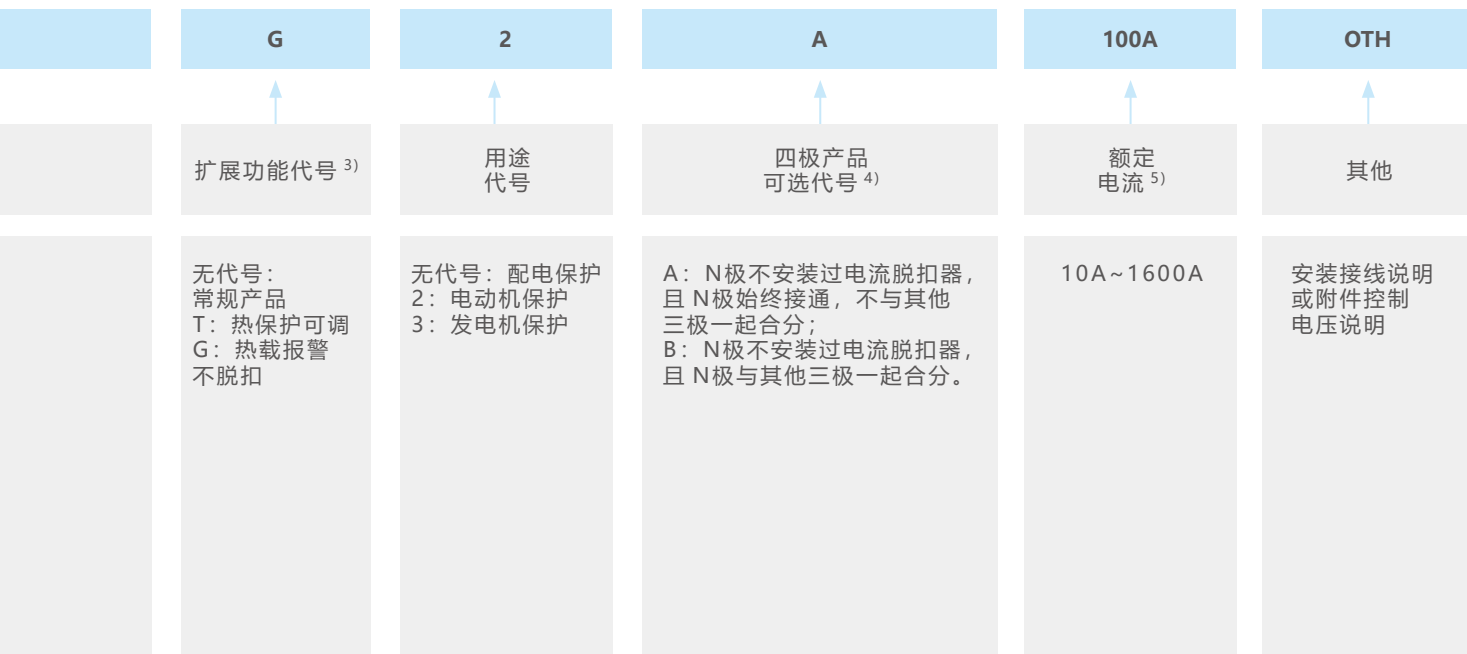 G
2
A
100A
OTH
扩展功能代号 3)
用途
代号
四极产品
可选代号 4)
额定
电流 5)
其他
无代号：
常规产品
T：热保护可调
G：热载报警
不脱扣
无代号：配电保护
2：电动机保护
3：发电机保护
A：N极不安装过电流脱扣器，
且 N极始终接通，不与其他
三极一起合分；
B：N极不安装过电流脱扣器，
且 N极与其他三极一起合分。
10A~1600A
安装接线说明
或附件控制
电压说明